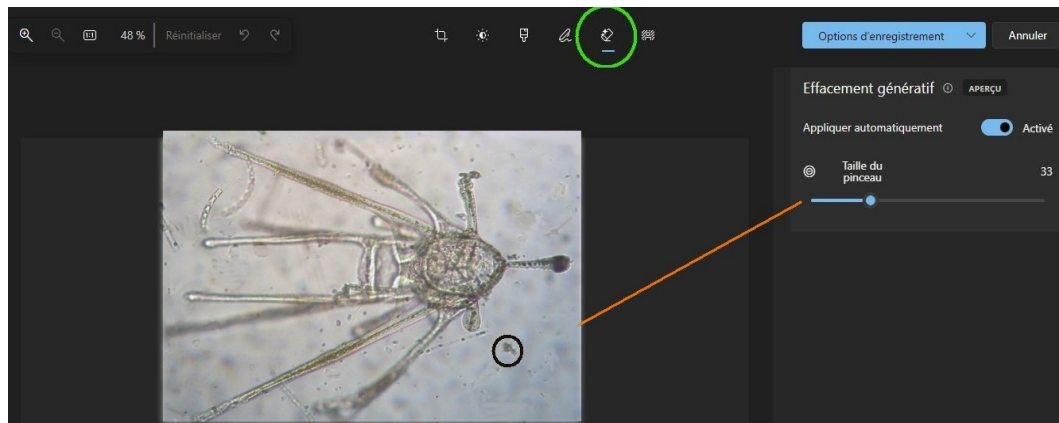 48 %
Réinitialiser
Options d'enregistrement
Annuler
Effacement génératif
APERÇU
Appliquer automatiquement
Activé
Taille du
pinceau
33